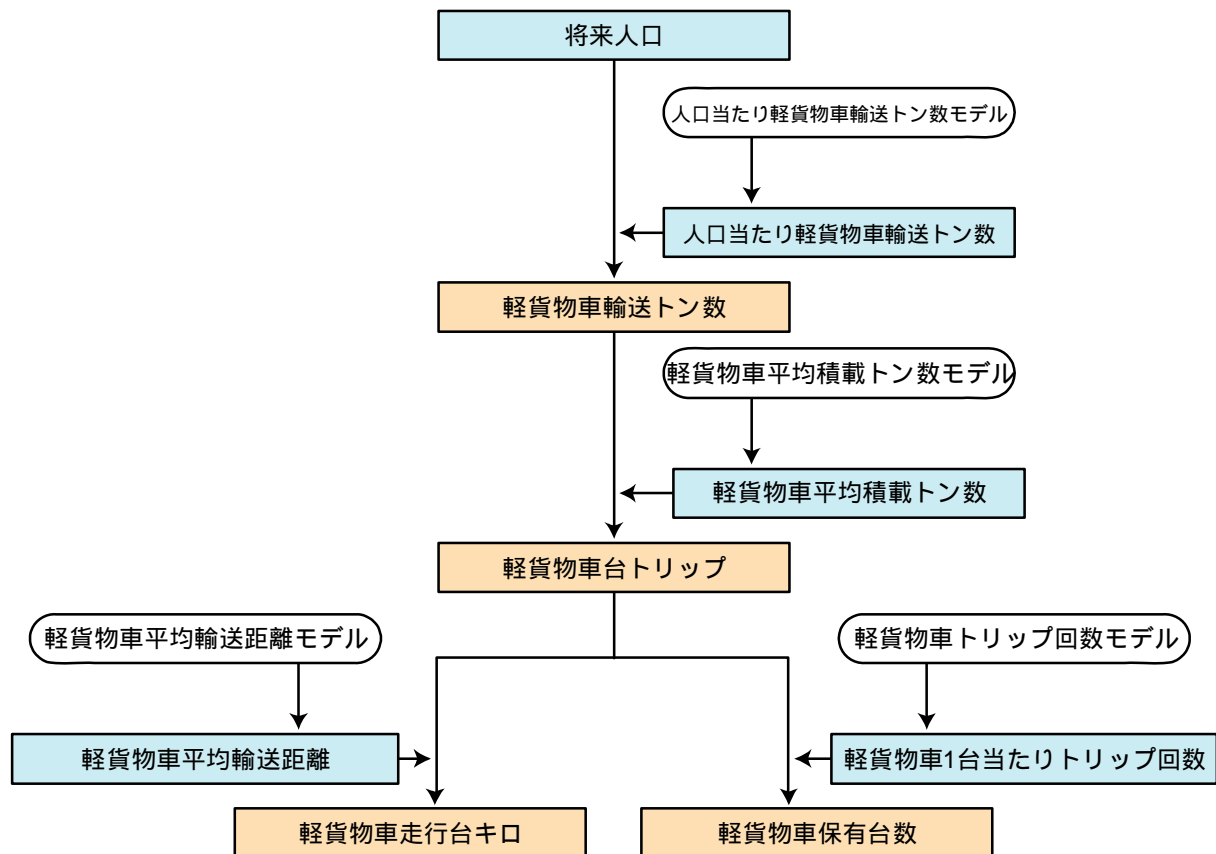 将来人口
人口当たり軽貨物車輸送トン数モデル
人口当たり軽貨物車輸送トン数
軽貨物車輸送トン数
軽貨物車平均積載トン数モデル
軽貨物車平均積載トン数
軽貨物車台トリップ
軽貨物車平均輸送距離モデル
軽貨物車トリップ回数モデル
軽貨物車平均輸送距離
軽貨物車1台当たりトリップ回数
軽貨物車走行台キロ
軽貨物車保有台数